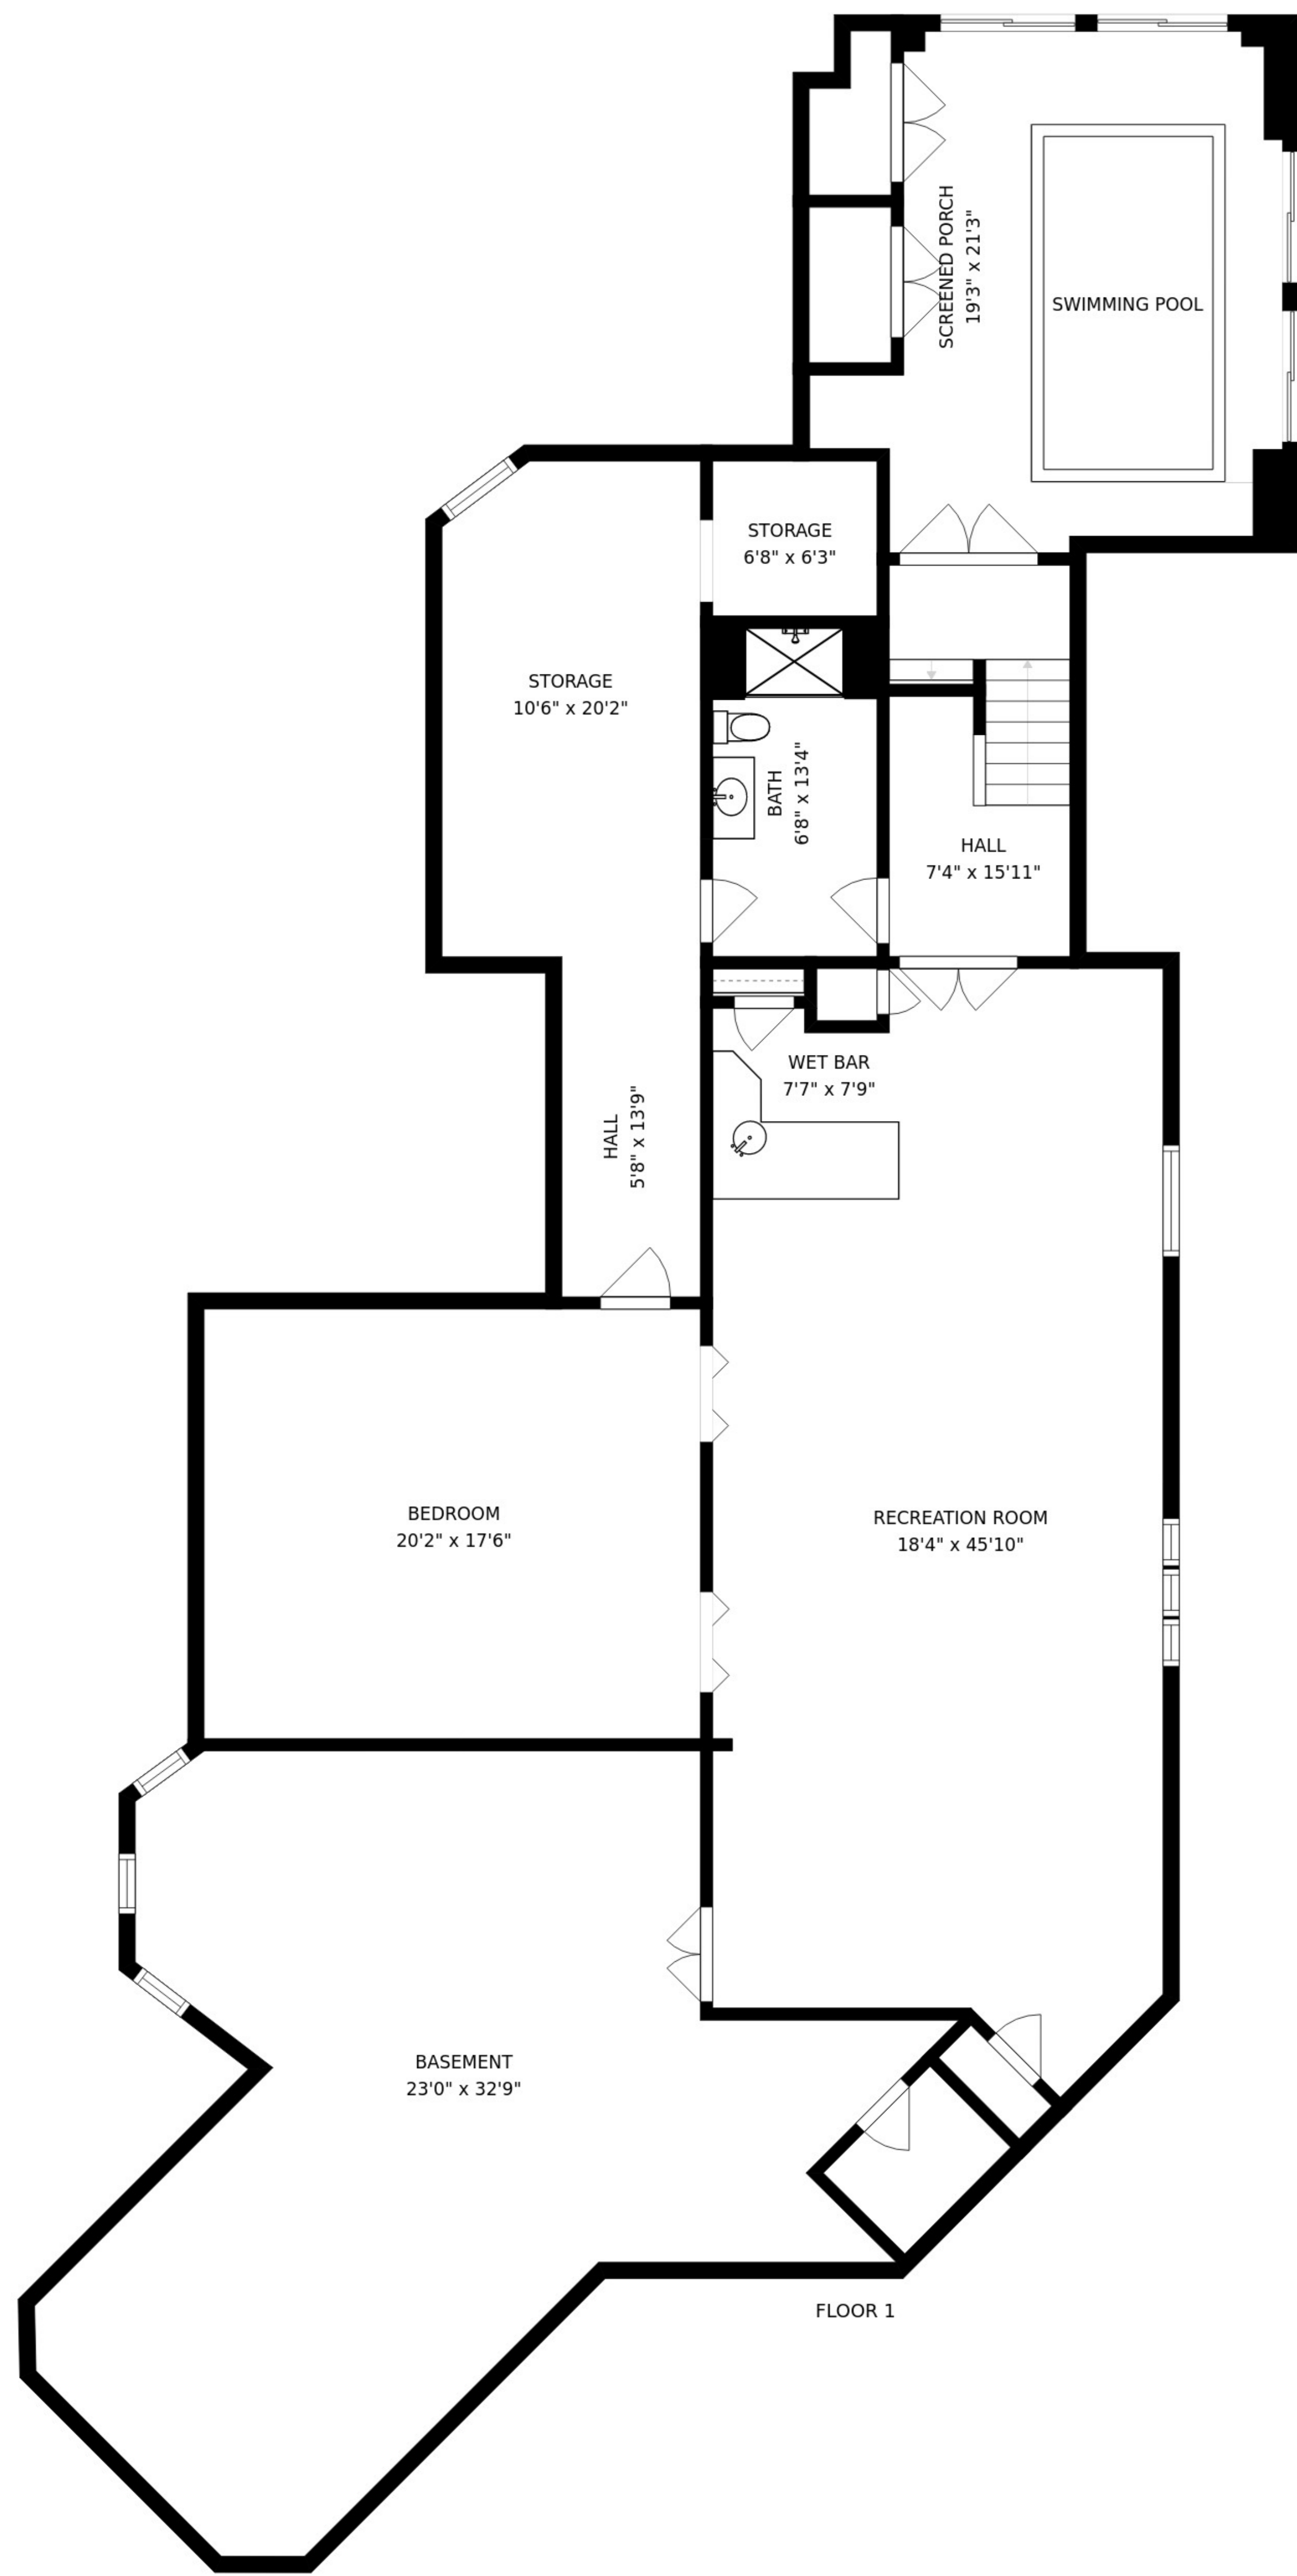 SCREENED PORCH
19'3" x 21'3"
SWIMMING POOL
STORAGE
6'8" x 6'3"
STORAGE
10'6" x 20'2"
BATH
6'8" x 13'4"
HALL
7'4" x 15'11"
WET BAR
7'7" x 7'9"
HALL
5'8" x 13'9"
BEDROOM
20'2" x 17'6"
RECREATION ROOM
18'4" x 45'10"
BASEMENT
23'0" x 32'9"
FLOOR 1